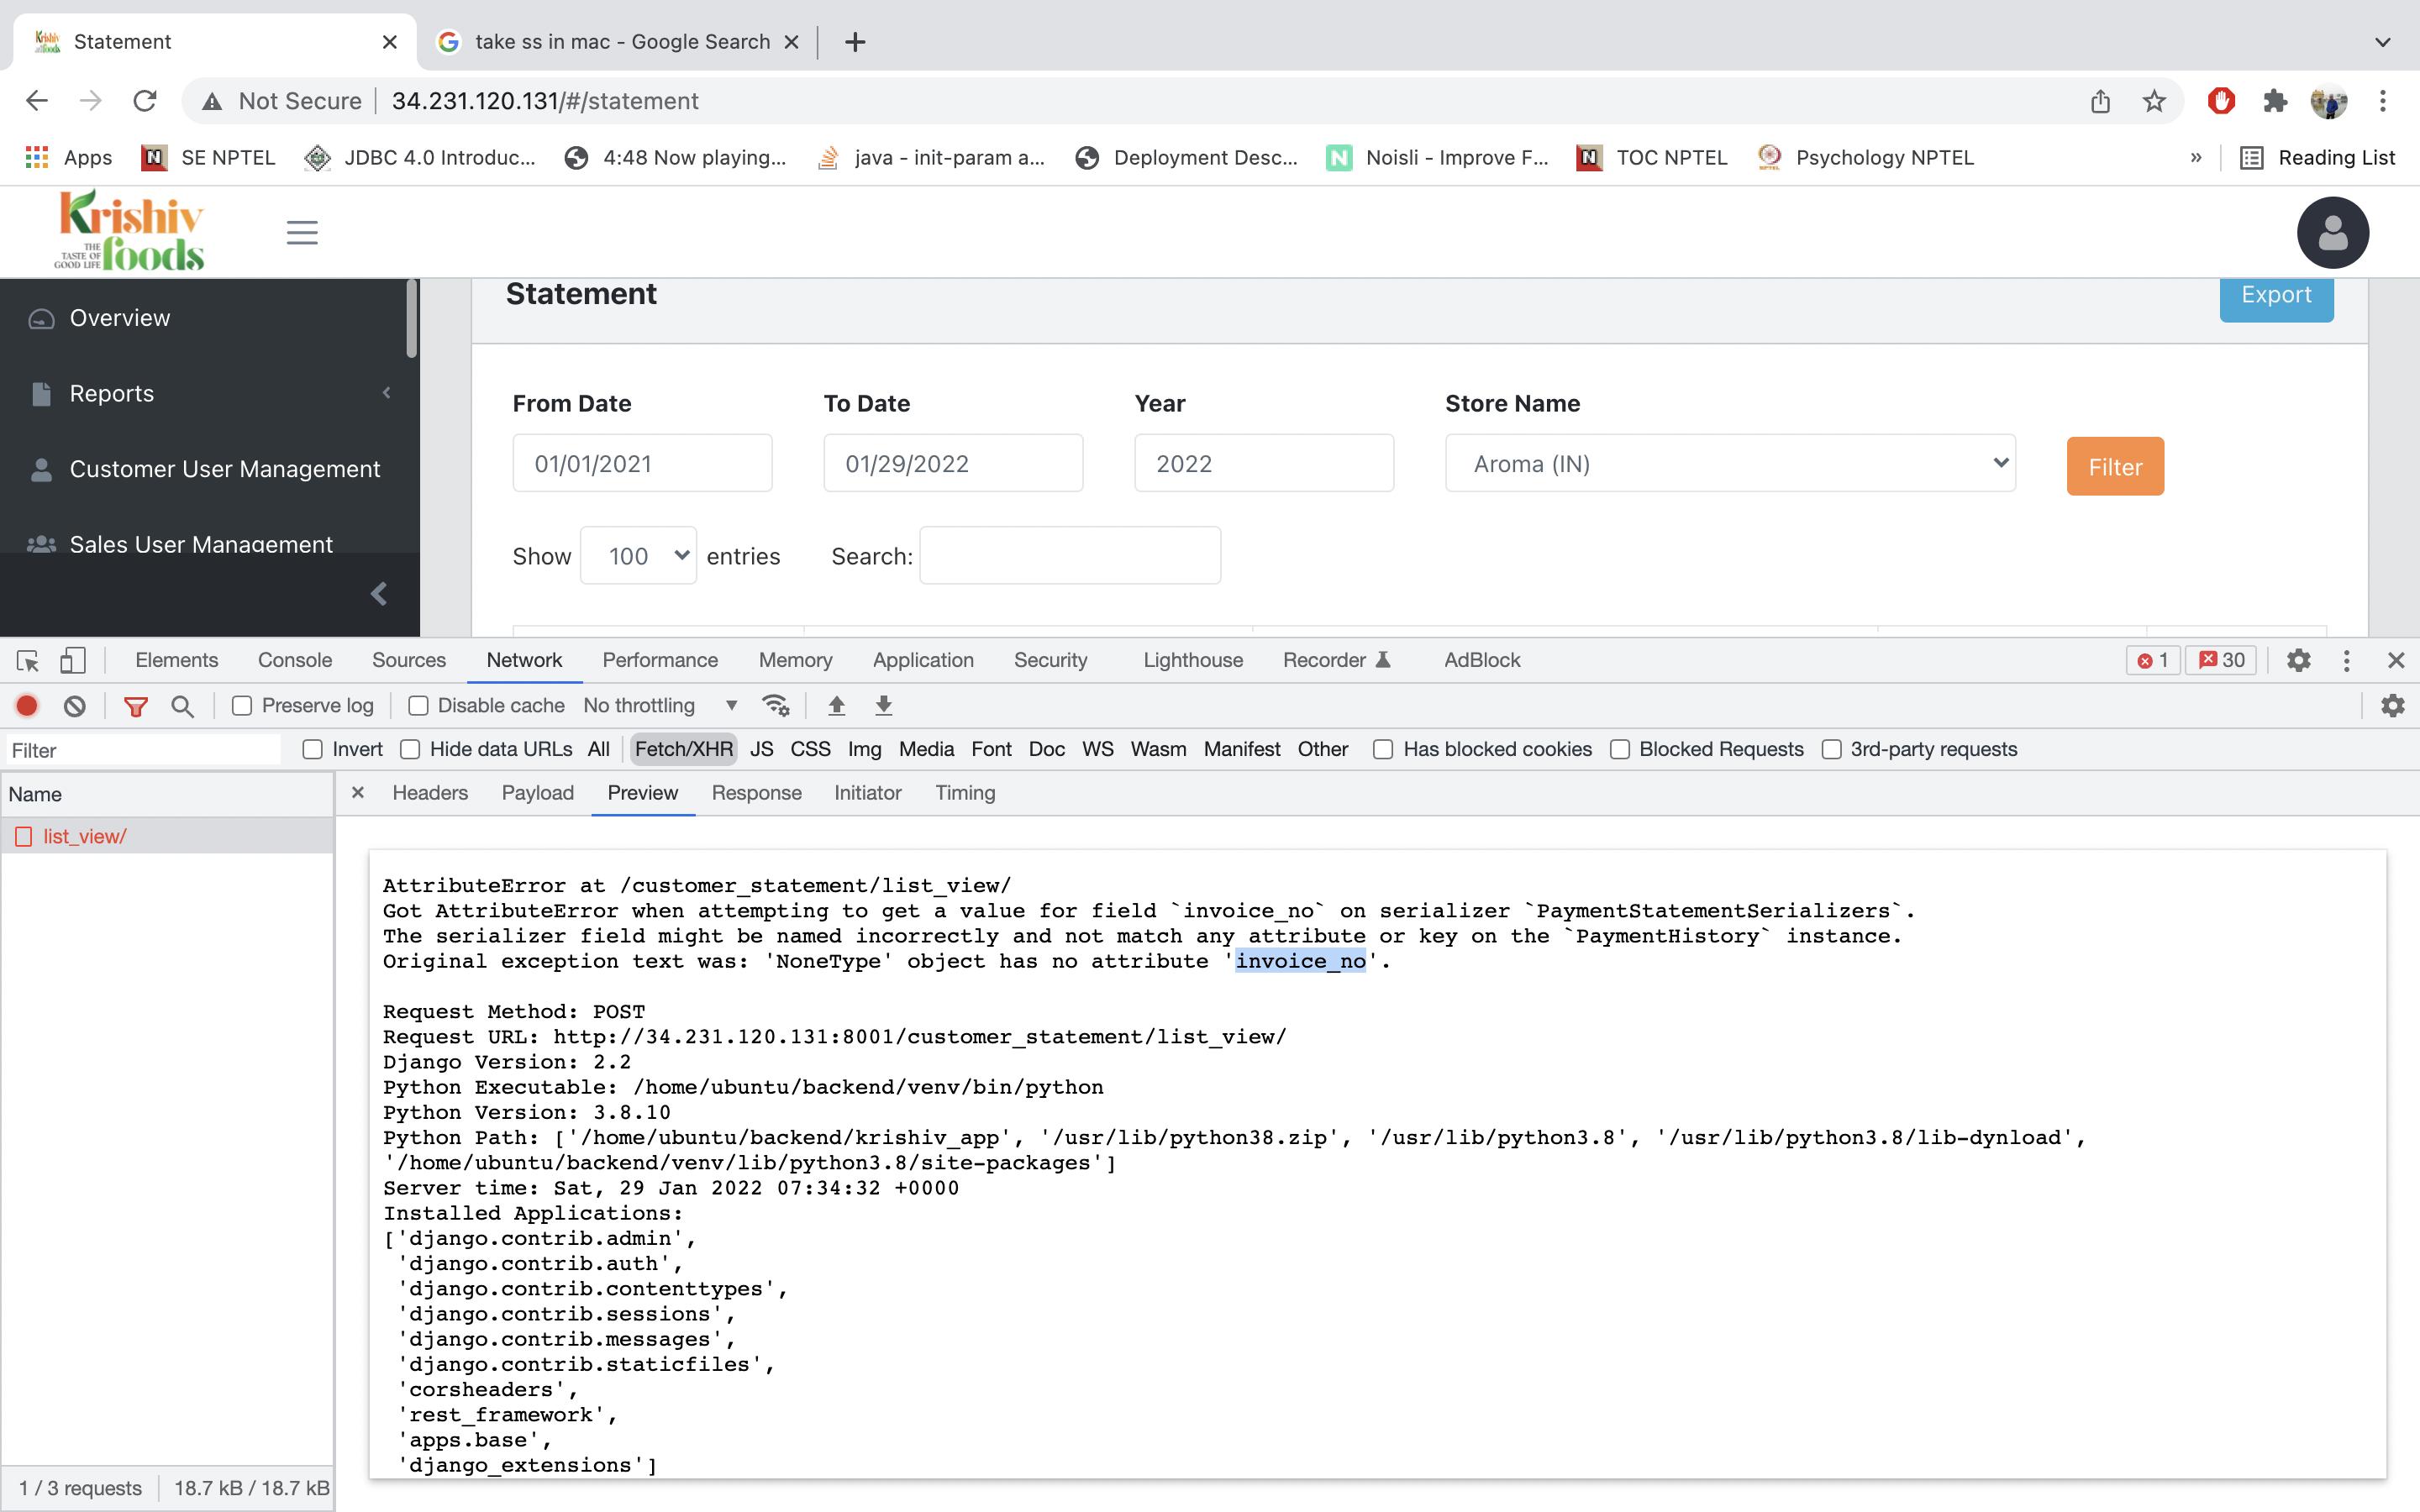 Statement
take ss in mac - Google Search
Not Secure
34.231.120.131/#/statement
Apps
SE NPTEL
JDBC 4.0 Introduc...
4:48 Now playing...
java - init-param a...
Deployment Desc...
Noisli - Improve F...
TOC NPTEL
Psychology NPTEL
»
Reading List
Krishiv
THE TASTE OF GOOD LIFE
foods
Overview
Reports
Customer User Management
Sales User Management
Statement
Export
From Date
To Date
Year
Store Name
01/01/2021
01/29/2022
2022
Aroma (IN)
Filter
Show 100 entries
Search:
Elements Console Sources Network Performance Memory Application Security Lighthouse Recorder AdBlock
1
30
Preserve log
Disable cache
No throttling
Filter
Invert
Hide data URLs
All Fetch/XHR JS CSS Img Media Font Doc WS Wasm Manifest Other
Has blocked cookies
Blocked Requests
3rd-party requests
Name
Headers Payload Preview Response Initiator Timing
list_view/
AttributeError at /customer_statement/list_view/
Got AttributeError when attempting to get a value for field `invoice_no` on serializer `PaymentStatementSerializers`.
The serializer field might be named incorrectly and not match any attribute or key on the `PaymentHistory` instance.
Original exception text was: 'NoneType' object has no attribute 'invoice_no'.
Request Method: POST
Request URL: http://34.231.120.131:8001/customer_statement/list_view/
Django Version: 2.2
Python Executable: /home/ubuntu/backend/venv/bin/python
Python Version: 3.8.10
Python Path: ['/home/ubuntu/backend/krishiv_app', '/usr/lib/python38.zip', '/usr/lib/python3.8', '/usr/lib/python3.8/lib-dynload',
'/home/ubuntu/backend/venv/lib/python3.8/site-packages']
Server time: Sat, 29 Jan 2022 07:34:32 +0000
Installed Applications:
['django.contrib.admin',
'django.contrib.auth',
'django.contrib.contenttypes',
'django.contrib.sessions',
'django.contrib.messages',
'django.contrib.staticfiles',
'corsheaders',
'rest_framework',
'apps.base',
'django_extensions']
1 / 3 requests
18.7 kB / 18.7 kB